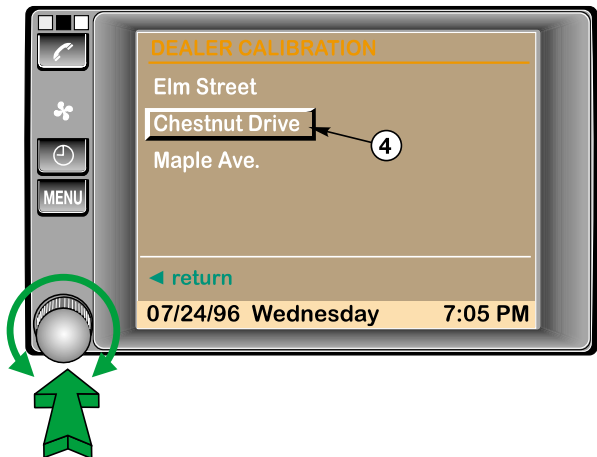 DEALER CALIBRATION
Elm Street
Chestnut Drive
4
Maple Ave.
MENU
◄ return
07/24/96 Wednesday 7:05 PM